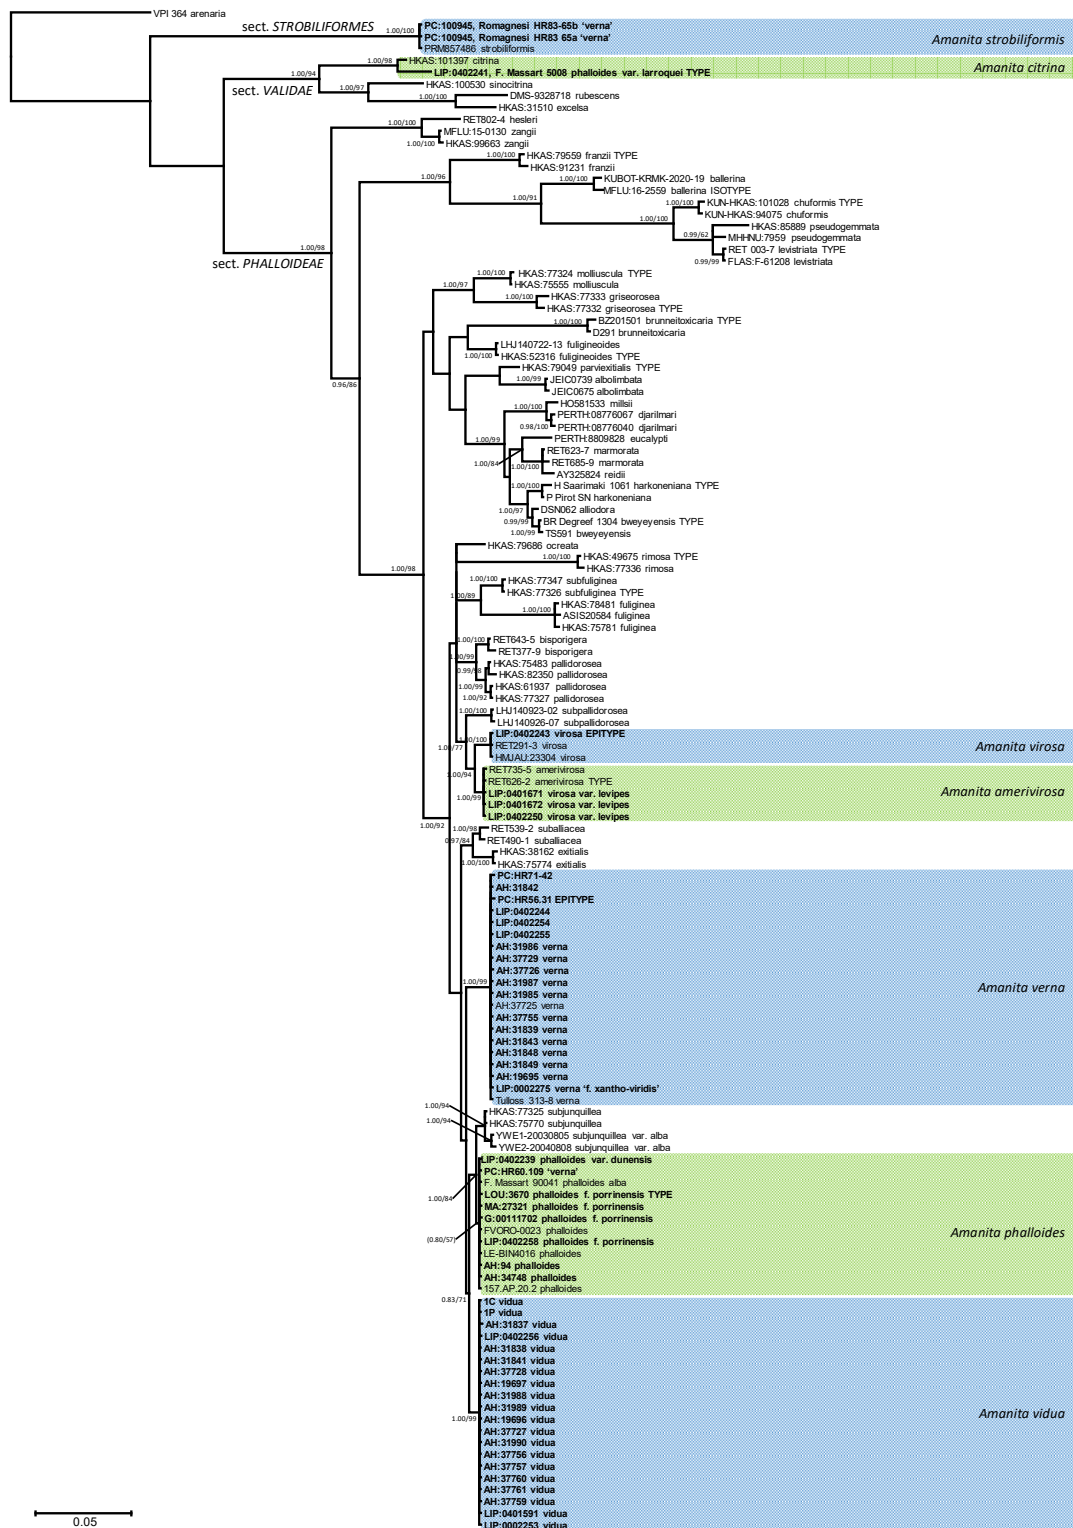 VPI 364 arenaria
sect. STROBILIFORMES
1.00/100
PC:100945, Romagnesi HR83-65b 'verna'
PC:100945, Romagnesi HR83 65a 'verna'
PRM857486 strobiliformis
Amanita strobiliformis
1.00/98
HKAS:101397 citrina
LIP:0402241, F. Massart 5008 phalloides var. larroquei TYPE
Amanita citrina
1.00/94
sect. VALIDAE
1.00/97
HKAS:100530 sinocitrina
1.00/100
DMS-9328718 rubescens
HKAS:31510 excelsa
1.00/100
RET802-4 hesleri
MFLU:15-0130 zangii
1.00/100
HKAS:99663 zangii
1.00/100
HKAS:79559 franzii TYPE
HKAS:91231 franzii
1.00/96
1.00/100
KUBOT-KRMK-2020-19 ballerina
MFLU:16-2559 ballerina ISOTYPE
1.00/91
1.00/100
KUN-HKAS:101028 chuformis TYPE
KUN-HKAS:94075 chuformis
1.00/100
HKAS:85889 pseudogemmata
0.99/62
MHHNU:7959 pseudogemmata
RET 003-7 levistriata TYPE
0.99/99
FLAS:F-61208 levistriata
1.00/98
sect. PHALLOIDEAE
1.00/100
HKAS:77324 molliuscula TYPE
HKAS:75555 molliuscula
1.00/97
1.00/100
HKAS:77333 griseorosea
HKAS:77332 griseorosea TYPE
1.00/100
BZ201501 brunneitoxicaria TYPE
D291 brunneitoxicaria
LHJ140722-13 fuligineoides
1.00/100
HKAS:52316 fuligineoides TYPE
HKAS:79049 parviexitialis TYPE
1.00/99
JEIC0739 albolimbata
JEIC0675 albolimbata
0.96/86
HO581533 millsii
1.00/100
PERTH:08776067 djarilmari
0.98/100
PERTH:08776040 djarilmari
1.00/99
PERTH:8809828 eucalypti
RET623-7 marmorata
1.00/84
1.00/100
RET685-9 marmorata
AY325824 reidii
1.00/100
H Saarimaki 1061 harkoneniana TYPE
P Pirot SN harkoneniana
1.00/97
DSN062 alliodora
0.99/99
BR Degreef 1304 bweyeyensis TYPE
1.00/99
TS591 bweyeyensis
HKAS:79686 ocreata
1.00/100
HKAS:49675 rimosa TYPE
HKAS:77336 rimosa
1.00/98
1.00/100
HKAS:77347 subfuliginea
HKAS:77326 subfuliginea TYPE
1.00/89
HKAS:78481 fuliginea
1.00/100
ASIS20584 fuliginea
HKAS:75781 fuliginea
1.00/100
RET643-5 bisporigera
RET377-9 bisporigera
1.00/99
HKAS:75483 pallidorosea
0.99/98
HKAS:82350 pallidorosea
1.00/99
HKAS:61937 pallidorosea
1.00/92
HKAS:77327 pallidorosea
1.00/100
LHJ140923-02 subpallidorosea
LHJ140926-07 subpallidorosea
1.00/77
1.00/100
LIP:0402243 virosa EPITYPE
RET291-3 virosa
HMJAU:23304 virosa
Amanita virosa
1.00/94
RET735-5 amerivirosa
RET626-2 amerivirosa TYPE
1.00/99
LIP:0401671 virosa var. levipes
LIP:0401672 virosa var. levipes
LIP:0402250 virosa var. levipes
Amanita amerivirosa
1.00/92
1.00/98
RET539-2 suballiacea
0.97/84
RET490-1 suballiacea
HKAS:38162 exitialis
1.00/100
HKAS:75774 exitialis
PC:HR71-42
AH:31842
PC:HR56.31 EPITYPE
LIP:0402244
LIP:0402254
LIP:0402255
AH:31986 verna
AH:37729 verna
AH:37726 verna
1.00/99
AH:31987 verna
AH:31985 verna
AH:37725 verna
AH:37755 verna
AH:31839 verna
AH:31843 verna
AH:31848 verna
AH:31849 verna
AH:19695 verna
LIP:0002275 verna 'f. xantho-viridis'
Tulloss 313-8 verna
Amanita verna
1.00/94
HKAS:77325 subjunquillea
HKAS:75770 subjunquillea
1.00/94
YWE1-20030805 subjunquillea var. alba
YWE2-20040808 subjunquillea var. alba
LIP:0402239 phalloides var. dunensis
PC:HR60.109 'verna'
F. Massart 90041 phalloides alba
1.00/84
LOU:3670 phalloides f. porrinensis TYPE
MA:27321 phalloides f. porrinensis
G:00111702 phalloides f. porrinensis
FVORO-0023 phalloides
(0.80/57)
LIP:0402258 phalloides f. porrinensis
LE-BIN4016 phalloides
AH:94 phalloides
AH:34748 phalloides
157.AP.20.2 phalloides
Amanita phalloides
0.83/71
1C vidua
1P vidua
AH:31837 vidua
LIP:0402256 vidua
AH:31838 vidua
AH:31841 vidua
AH:37728 vidua
AH:19697 vidua
AH:31988 vidua
AH:31989 vidua
1.00/99
AH:19696 vidua
AH:37727 vidua
AH:31990 vidua
AH:37756 vidua
AH:37757 vidua
AH:37760 vidua
AH:37761 vidua
AH:37759 vidua
LIP:0401591 vidua
LIP:0002253 vidua
Amanita vidua
0.05